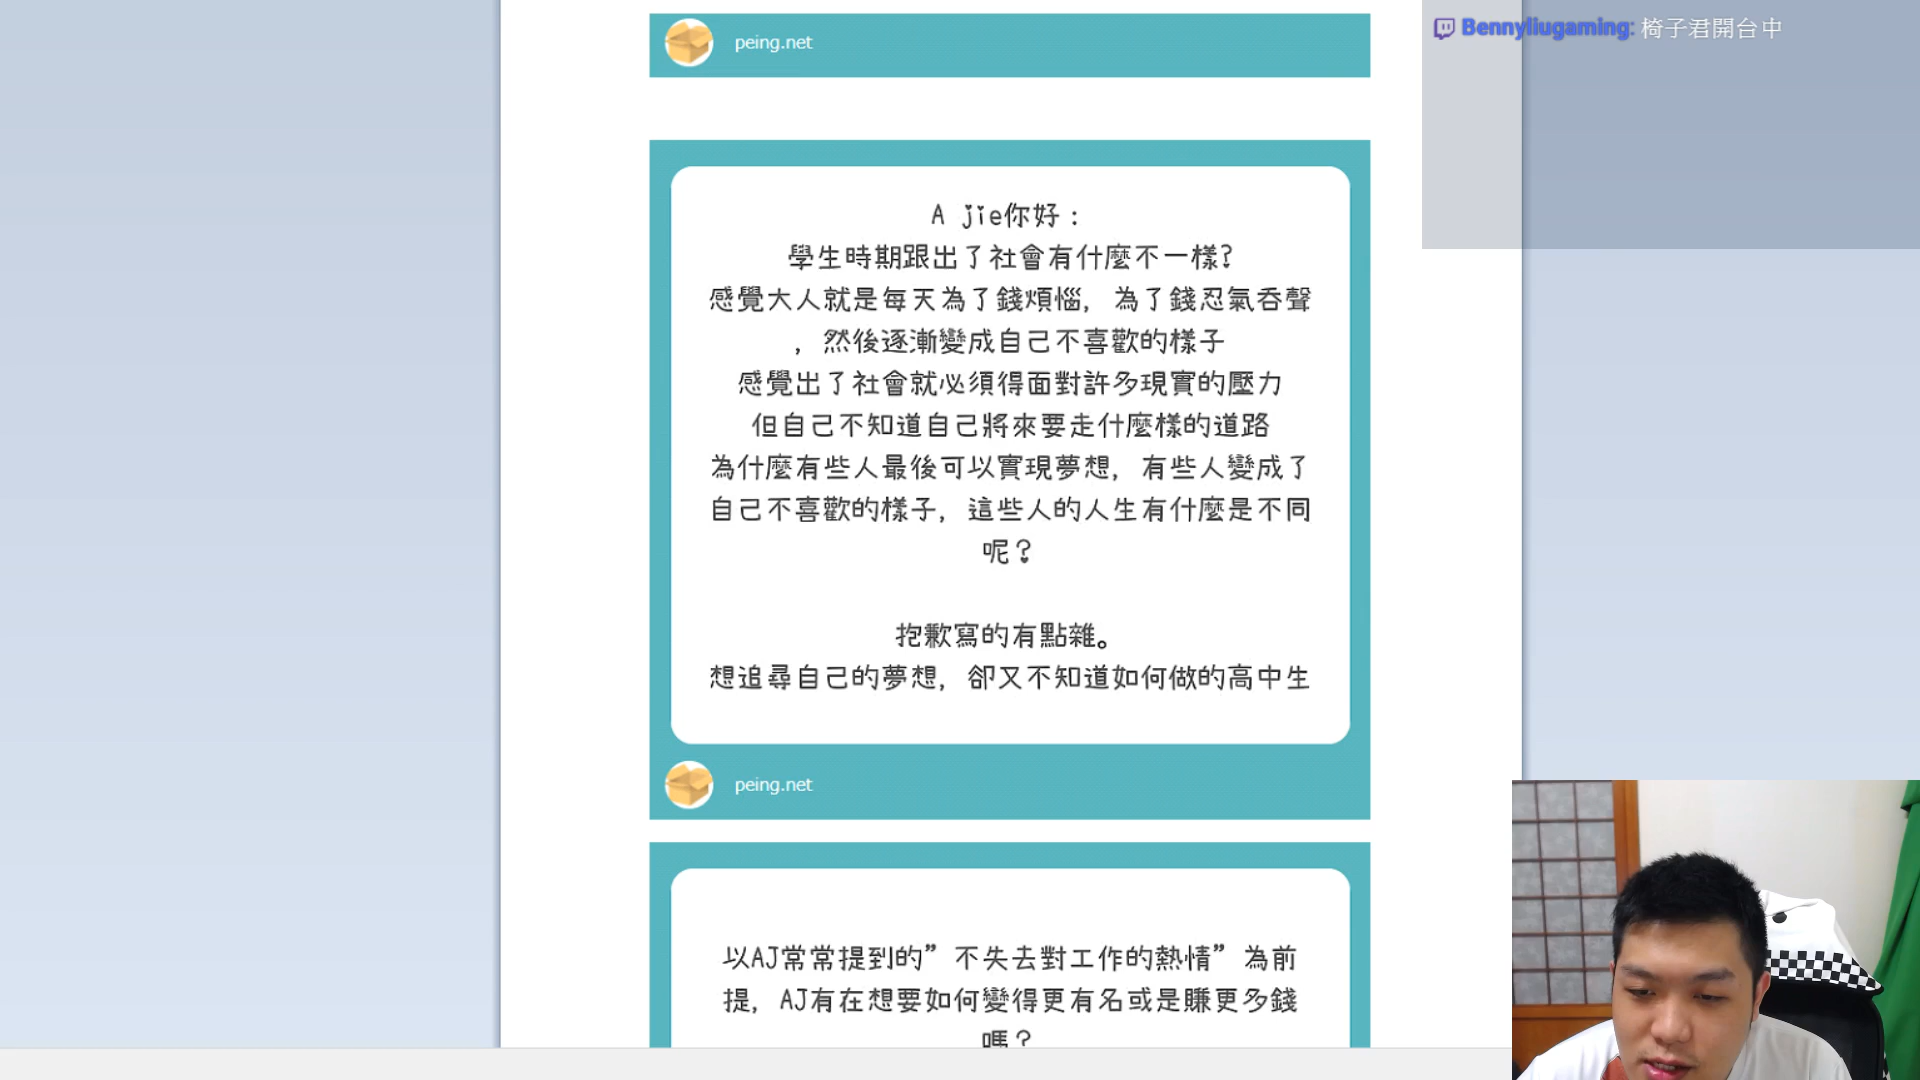 peing.net
Bennyliugaming: 椅子君開台中
A jie你好：
學生時期跟出了社會有什麼不一樣?
感覺大人就是每天為了錢煩惱，為了錢忍氣吞聲
，然後逐漸變成自己不喜歡的樣子
感覺出了社會就必須得面對許多現實的壓力
但自己不知道自己將來要走什麼樣的道路
為什麼有些人最後可以實現夢想，有些人變成了
自己不喜歡的樣子，這些人的人生有什麼是不同
呢？
抱歉寫的有點雜。
想追尋自己的夢想，卻又不知道如何做的高中生
peing.net
以AJ常常提到的”不失去對工作的熱情”為前
提，AJ有在想要如何變得更有名或是賺更多錢
嗎？